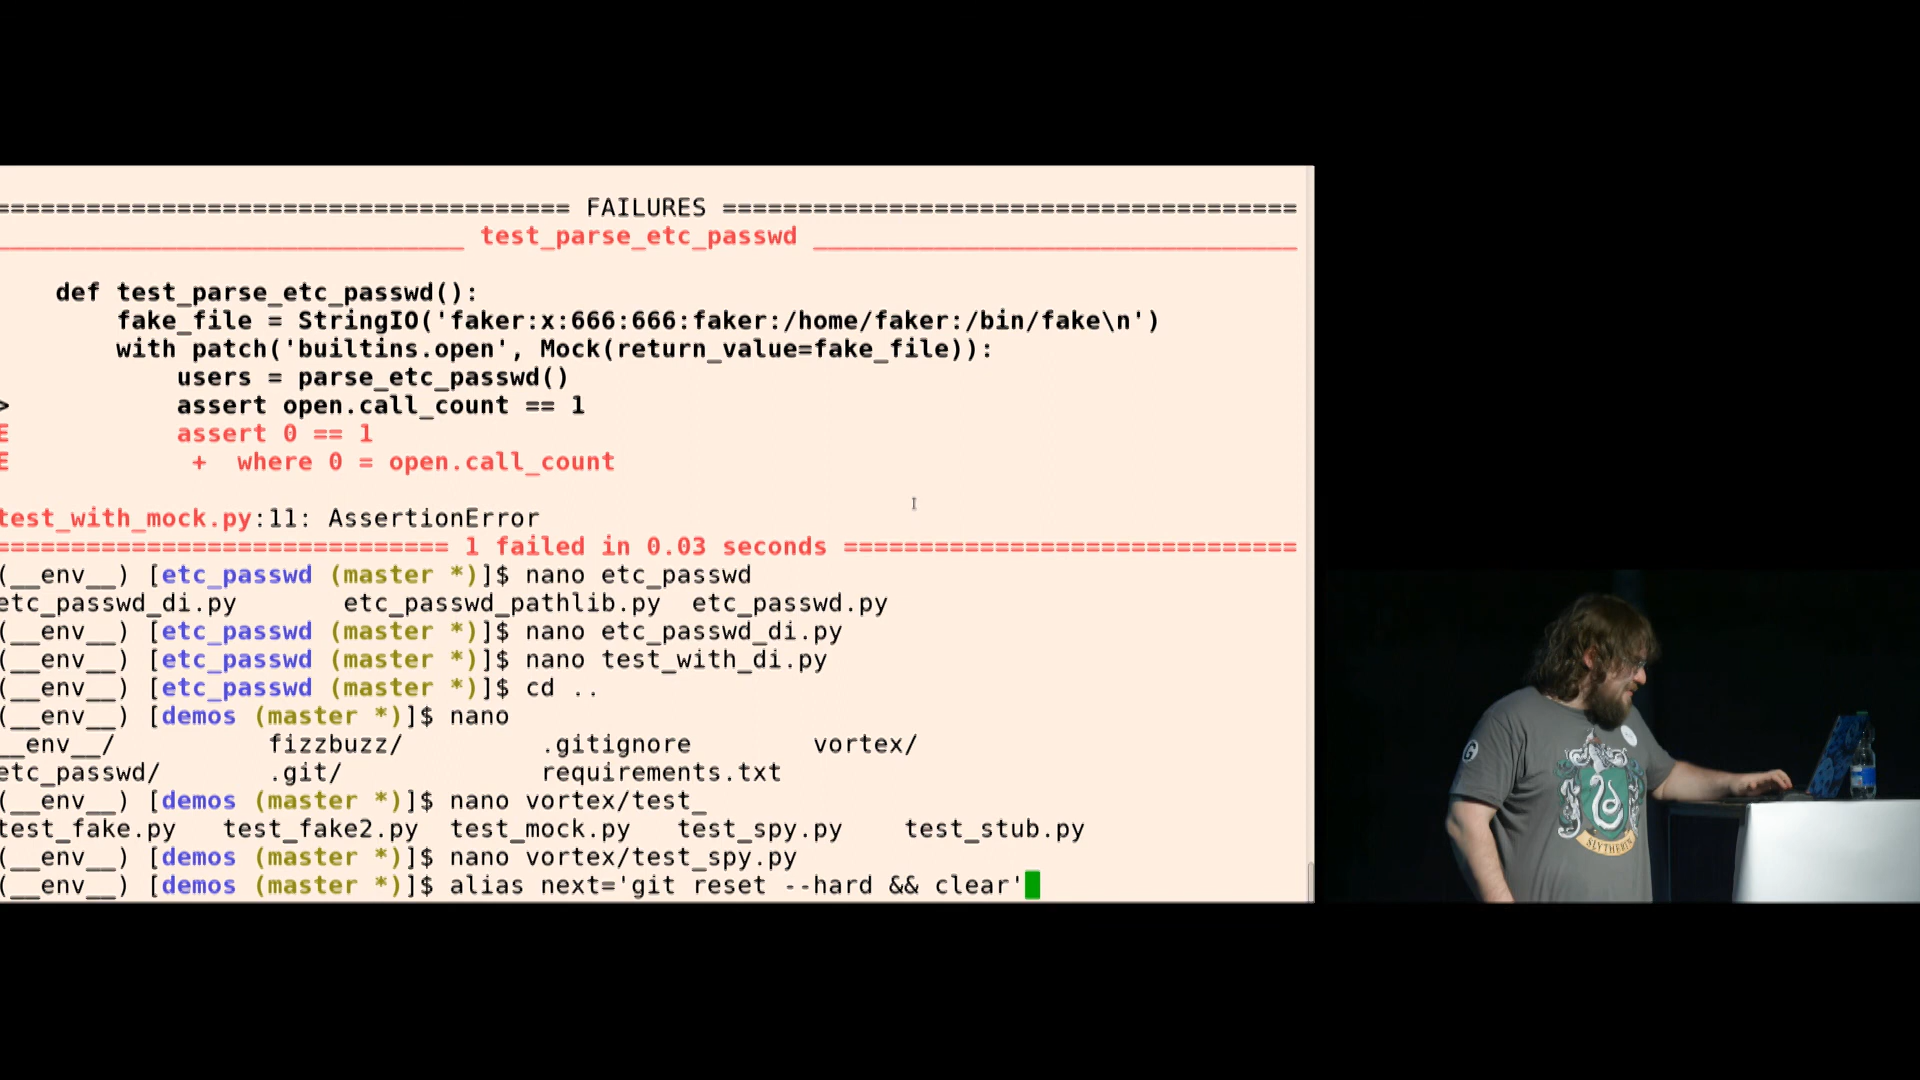 ===================================== FAILURES =====================================
_______________________________ test_parse_etc_passwd ________________________________
def test_parse_etc_passwd():
fake_file = StringIO('faker:x:666:666:faker:/home/faker:/bin/fake\n')
with patch('builtins.open', Mock(return_value=fake_file)):
users = parse_etc_passwd()
> assert open.call_count == 1
E assert 0 == 1
E + where 0 = open.call_count
test_with_mock.py:11: AssertionError
============================== 1 failed in 0.03 seconds ==============================
(__env__) [etc_passwd (master *)]$ nano etc_passwd
etc_passwd_di.py etc_passwd_pathlib.py etc_passwd.py
(__env__) [etc_passwd (master *)]$ nano etc_passwd_di.py
(__env__) [etc_passwd (master *)]$ nano test_with_di.py
(__env__) [etc_passwd (master *)]$ cd ..
(__env__) [demos (master *)]$ nano
__env__/ fizzbuzz/ .gitignore vortex/
etc_passwd/ .git/ requirements.txt
(__env__) [demos (master *)]$ nano vortex/test_
test_fake.py test_fake2.py test_mock.py test_spy.py test_stub.py
(__env__) [demos (master *)]$ nano vortex/test_spy.py
(__env__) [demos (master *)]$ alias next='git reset --hard && clear'
G
SLYTHERIN